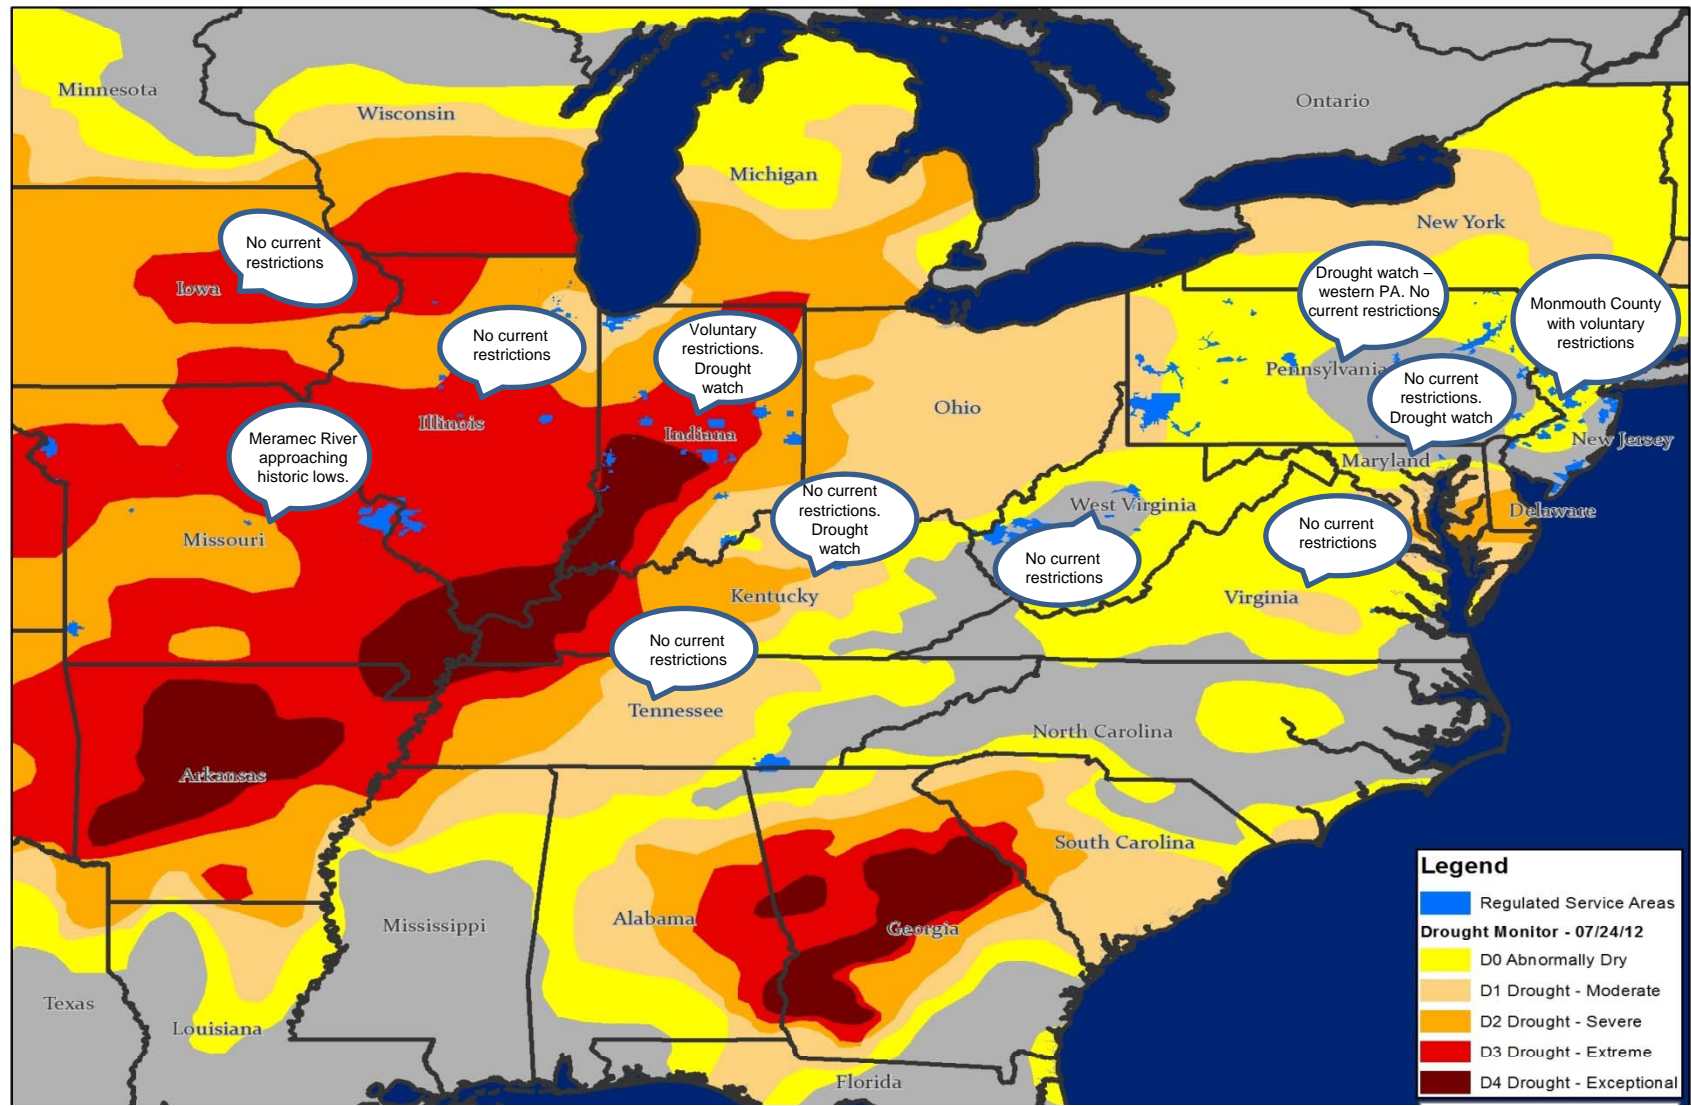 Minnesota
Wisconsin
Michigan
Ontario
New York
No current
restrictions
Iowa
No current
restrictions
Voluntary
restrictions.
Drought
watch
Drought watch –
western PA. No
current restrictions
Monmouth County
with voluntary
restrictions
Pennsylvania
No current
restrictions.
Drought watch
Illinois
Indiana
Ohio
New Jersey
Maryland
Meramec River
approaching
historic lows.
Missouri
No current
restrictions.
Drought
watch
West Virginia
No current
restrictions
No current
restrictions
Delaware
Kentucky
Virginia
No current
restrictions
Tennessee
North Carolina
Arkansas
South Carolina
Mississippi
Alabama
Georgia
Texas
Louisiana
Florida
Legend
Regulated Service Areas
Drought Monitor - 07/24/12
D0 Abnormally Dry
D1 Drought - Moderate
D2 Drought - Severe
D3 Drought - Extreme
D4 Drought - Exceptional